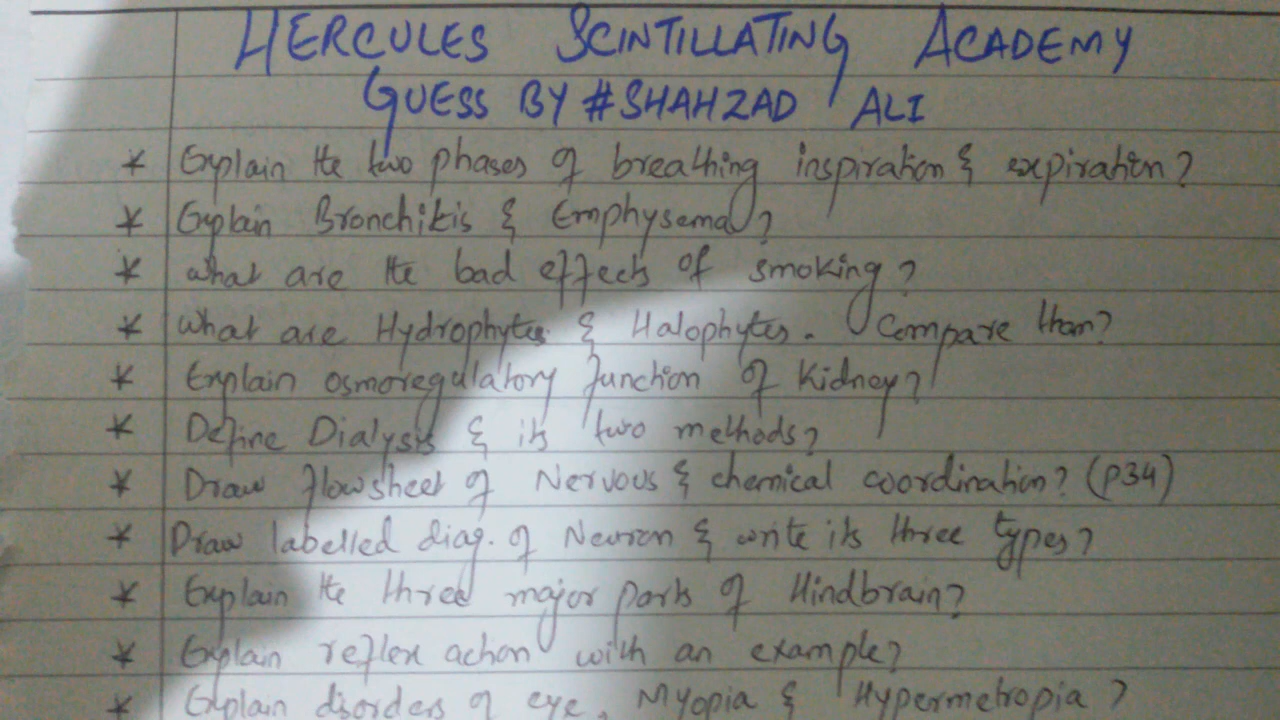 HERCULES SCINTILLATING ACADEMY
GUESS BY #SHAHZAD ALI
* Explain the two phases of breathing inspiration & expiration?
* Explain Bronchitis & Emphysema?
* what are the bad effects of smoking?
* what are Hydrophytes & Halophytes. Compare them?
* Explain osmoregulatory function of Kidney?
* Define Dialysis & its two methods?
* Draw flowsheet of Nervous & chemical coordination? (P34)
* Draw labelled diag. of Neuron & write its three types?
* Explain the three major parts of Hindbrain?
* Explain reflex action with an example?
* Explain disorders of eye, Myopia & Hypermetropia?